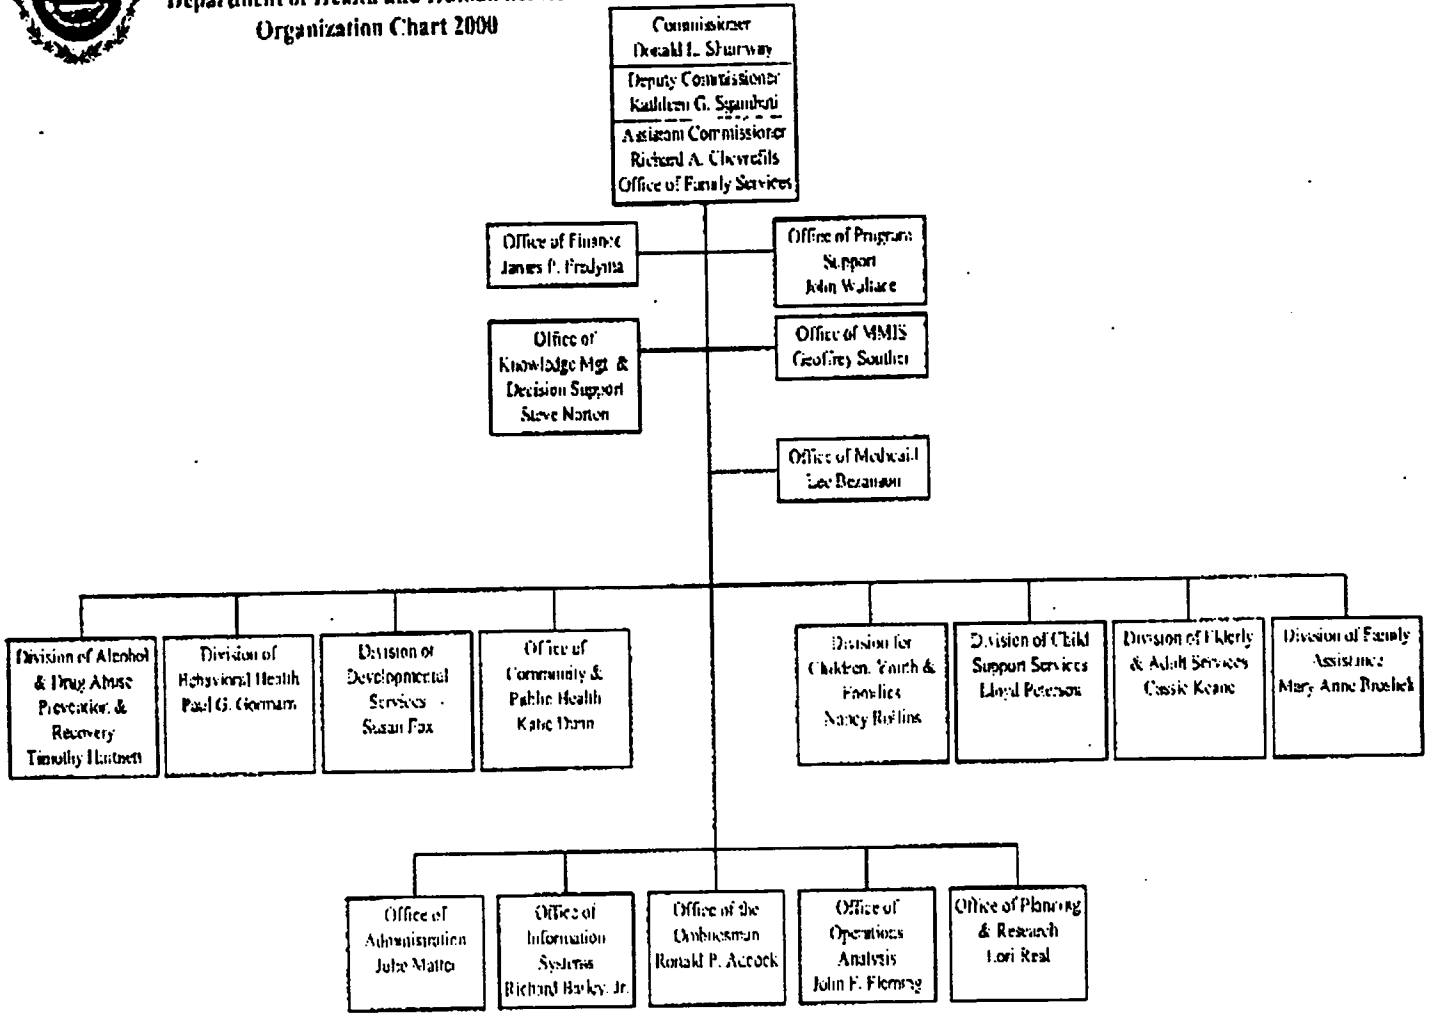 Department of Health and Human
Organization Chart 2000
Commissioner
Donald L. Shumway
Deputy Commissioner
Kathleen G. Sgambati
Assistant Commissioner
Richard A. Chevrefils
Office of Family Services
Office of Finance
James P. Fredyma
Office of Program
Support
John Wallace
Office of
Knowledge Mgt. &
Decision Support
Steve Norton
Office of MMIS
Geoffrey Souther
Office of Medicaid
Lee Bezanson
Division of Alcohol
& Drug Abuse
Prevention &
Recovery
Timothy Hartnett
Division of
Behavioral Health
Paul G. Gorman
Division of
Developmental
Services
Susan Fox
Office of
Community &
Public Health
Katie Dunn
Division for
Children, Youth &
Families
Nancy Rollins
Division of Child
Support Services
Lloyd Peterson
Division of Elderly
& Adult Services
Cassie Keane
Division of Family
Assistance
Mary Anne
Office of
Administration
Julie
Office of
Information
Systems
Richard Bailey, Jr.
Office of the
Ombudsman
Ronald P. Adcock
Office of
Operations
Analysis
John F. Fleming
Office of Planning
& Research
Lori Real